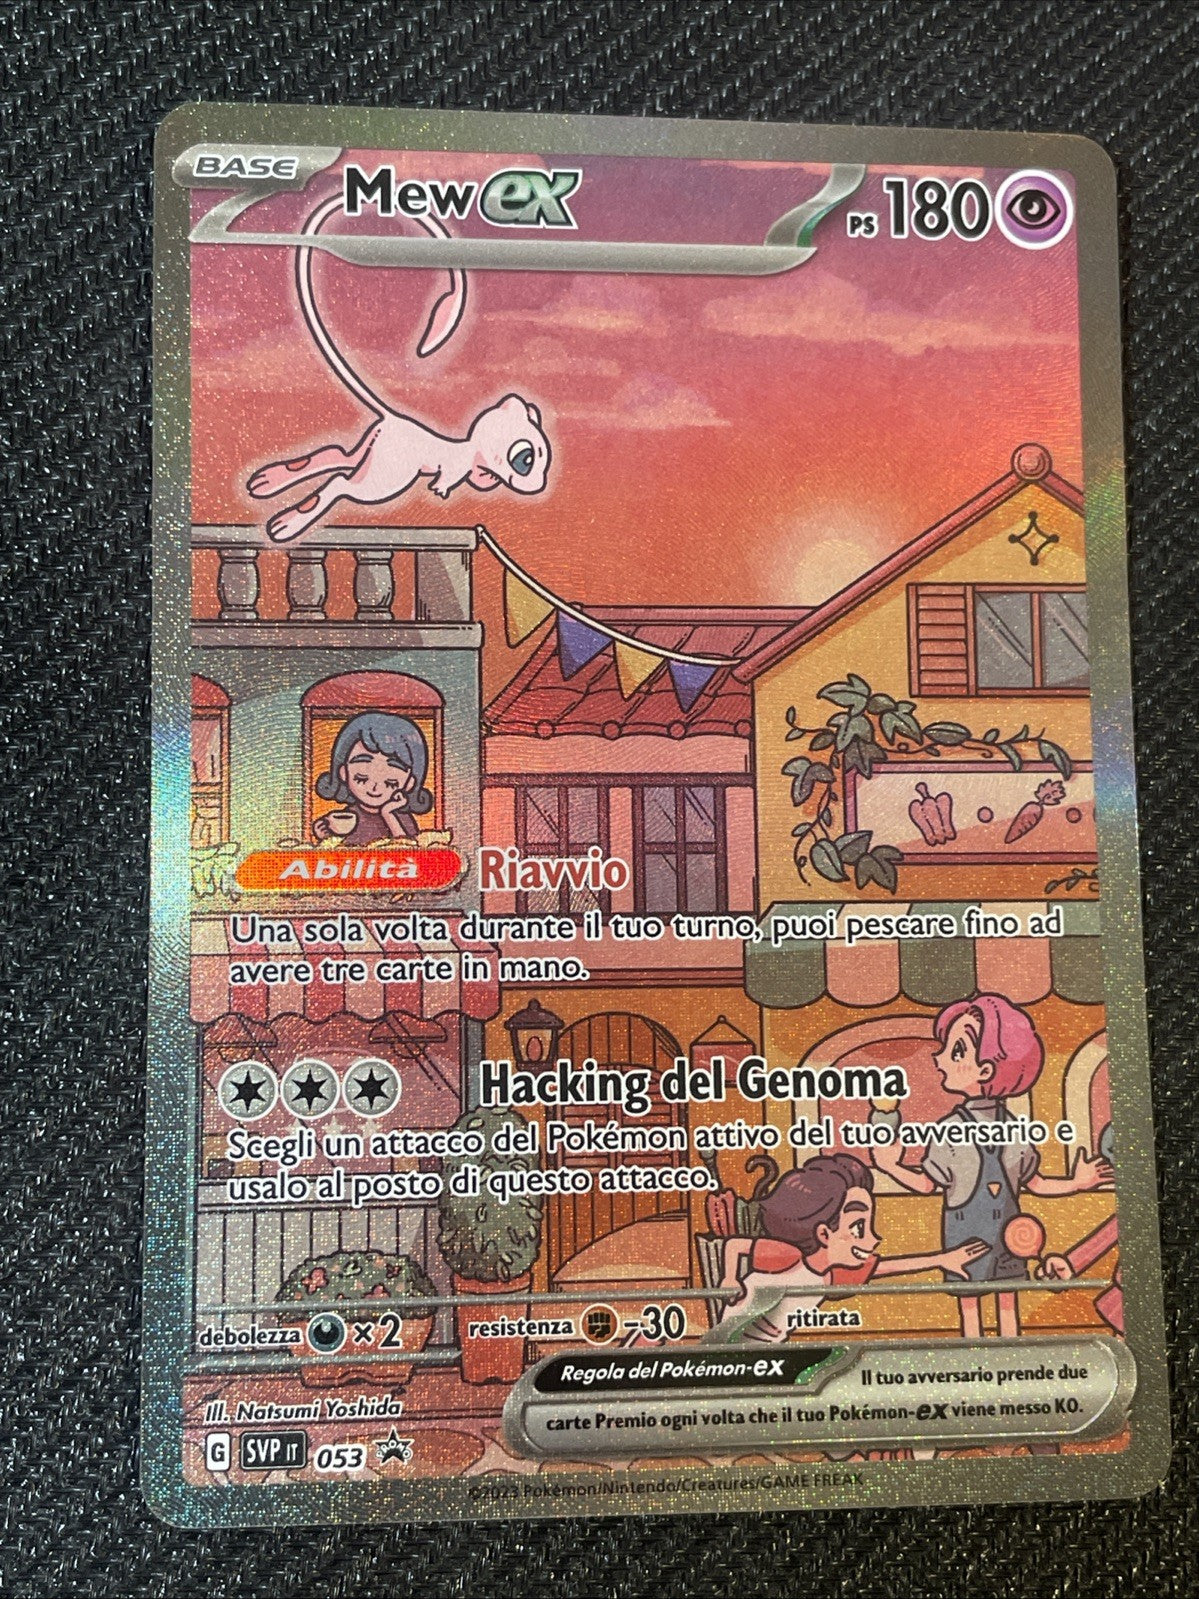 BASE
Mew ex
PS 180
Abilità Riavvio
Una sola volta durante il tuo turno, puoi pescare fino ad
avere tre carte in mano.
Hacking del Genoma
Scegli un attacco del Pokémon attivo del tuo avversario e
usalo al posto di questo attacco.
debolezza ×2 resistenza -30 ritirata
Regola del Pokémon-ex Il tuo avversario prende due
carte Premio ogni volta che il tuo Pokémon-ex viene messo KO.
Ill. Natsumi Yoshida
G SVP IT 053 PROMO
©2023 Pokémon/Nintendo/Creatures/GAME FREAK